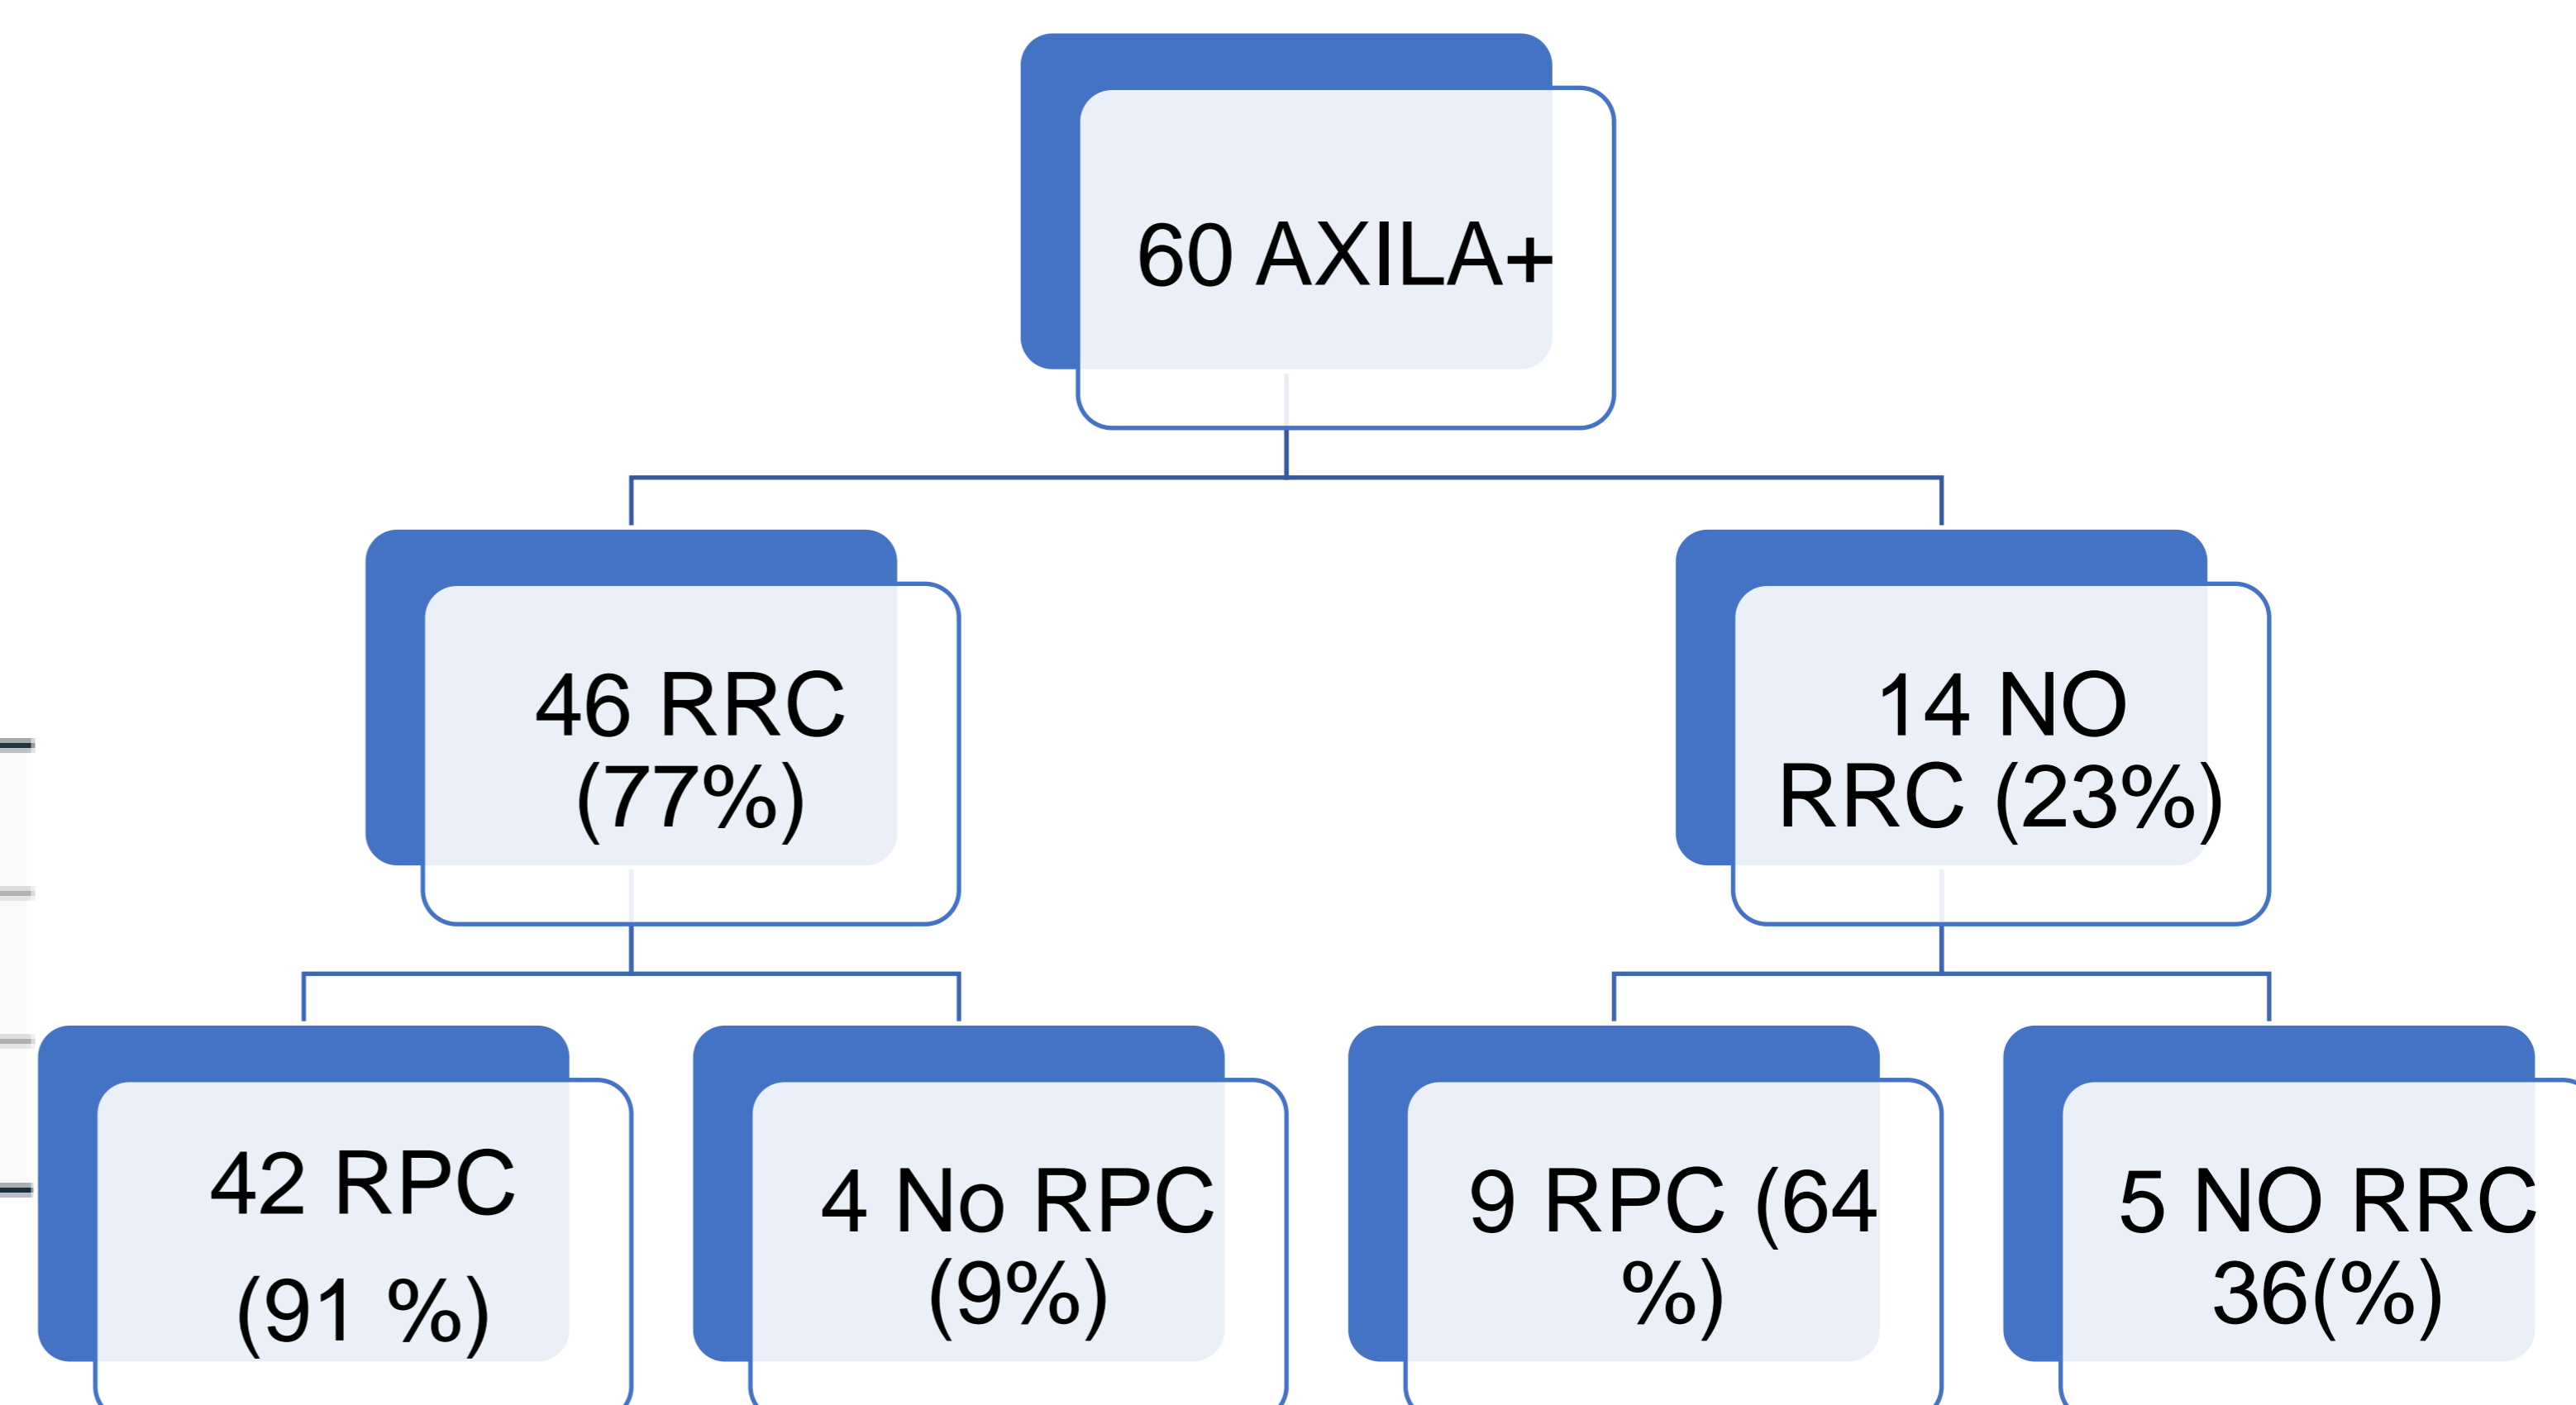 60 AXILA+
46 RRC
(77%)
14 NO
RRC (23%)
42 RPC
(91 %)
4 No RPC
(9%)
9 RPC (64
%)
5 NO RRC
36(%)